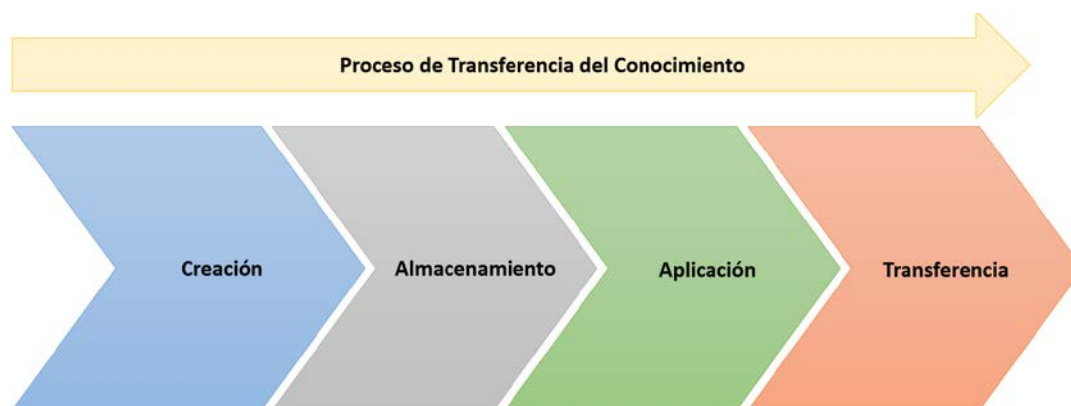 Proceso de Transferencia del Conocimiento
Creación
Almacenamiento
Aplicación
Transferencia